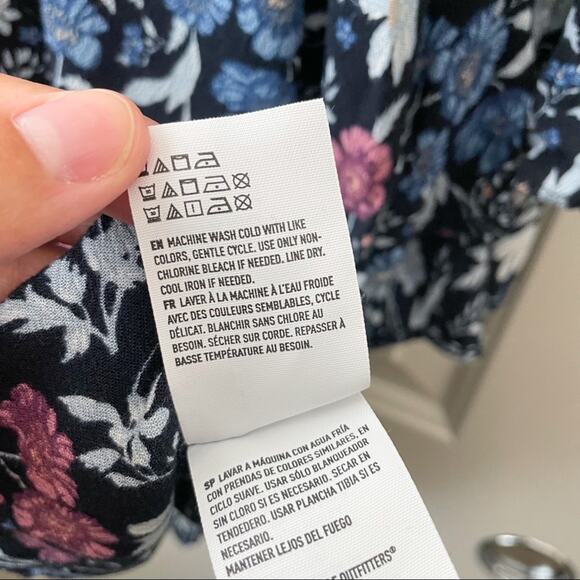 EN MACHINE WASH COLD WITH LIKE
COLORS, GENTLE CYCLE. USE ONLY NON-
CHLORINE BLEACH IF NEEDED. LINE DRY.
COOL IRON IF NEEDED.
FR LAVER À LA MACHINE À L'EAU FROIDE
AVEC DES COULEURS SEMBLABLES, CYCLE
DÉLICAT. BLANCHIR SANS CHLORE AU
BESOIN. SÉCHER SUR CORDE. REPASSER À
BASSE TEMPÉRATURE AU BESOIN.
SP LAVAR A MÁQUINA CON AGUA FRÍA
CON PRENDAS DE COLORES SIMILARES, EN
CICLO SUAVE. USAR SÓLO BLANQUEADOR
SIN CLORO SI ES NECESARIO. SECAR EN
TENDEDERO. USAR PLANCHA TIBIA SI ES
NECESARIO.
MANTENER LEJOS DEL FUEGO
OUTFITTERS®